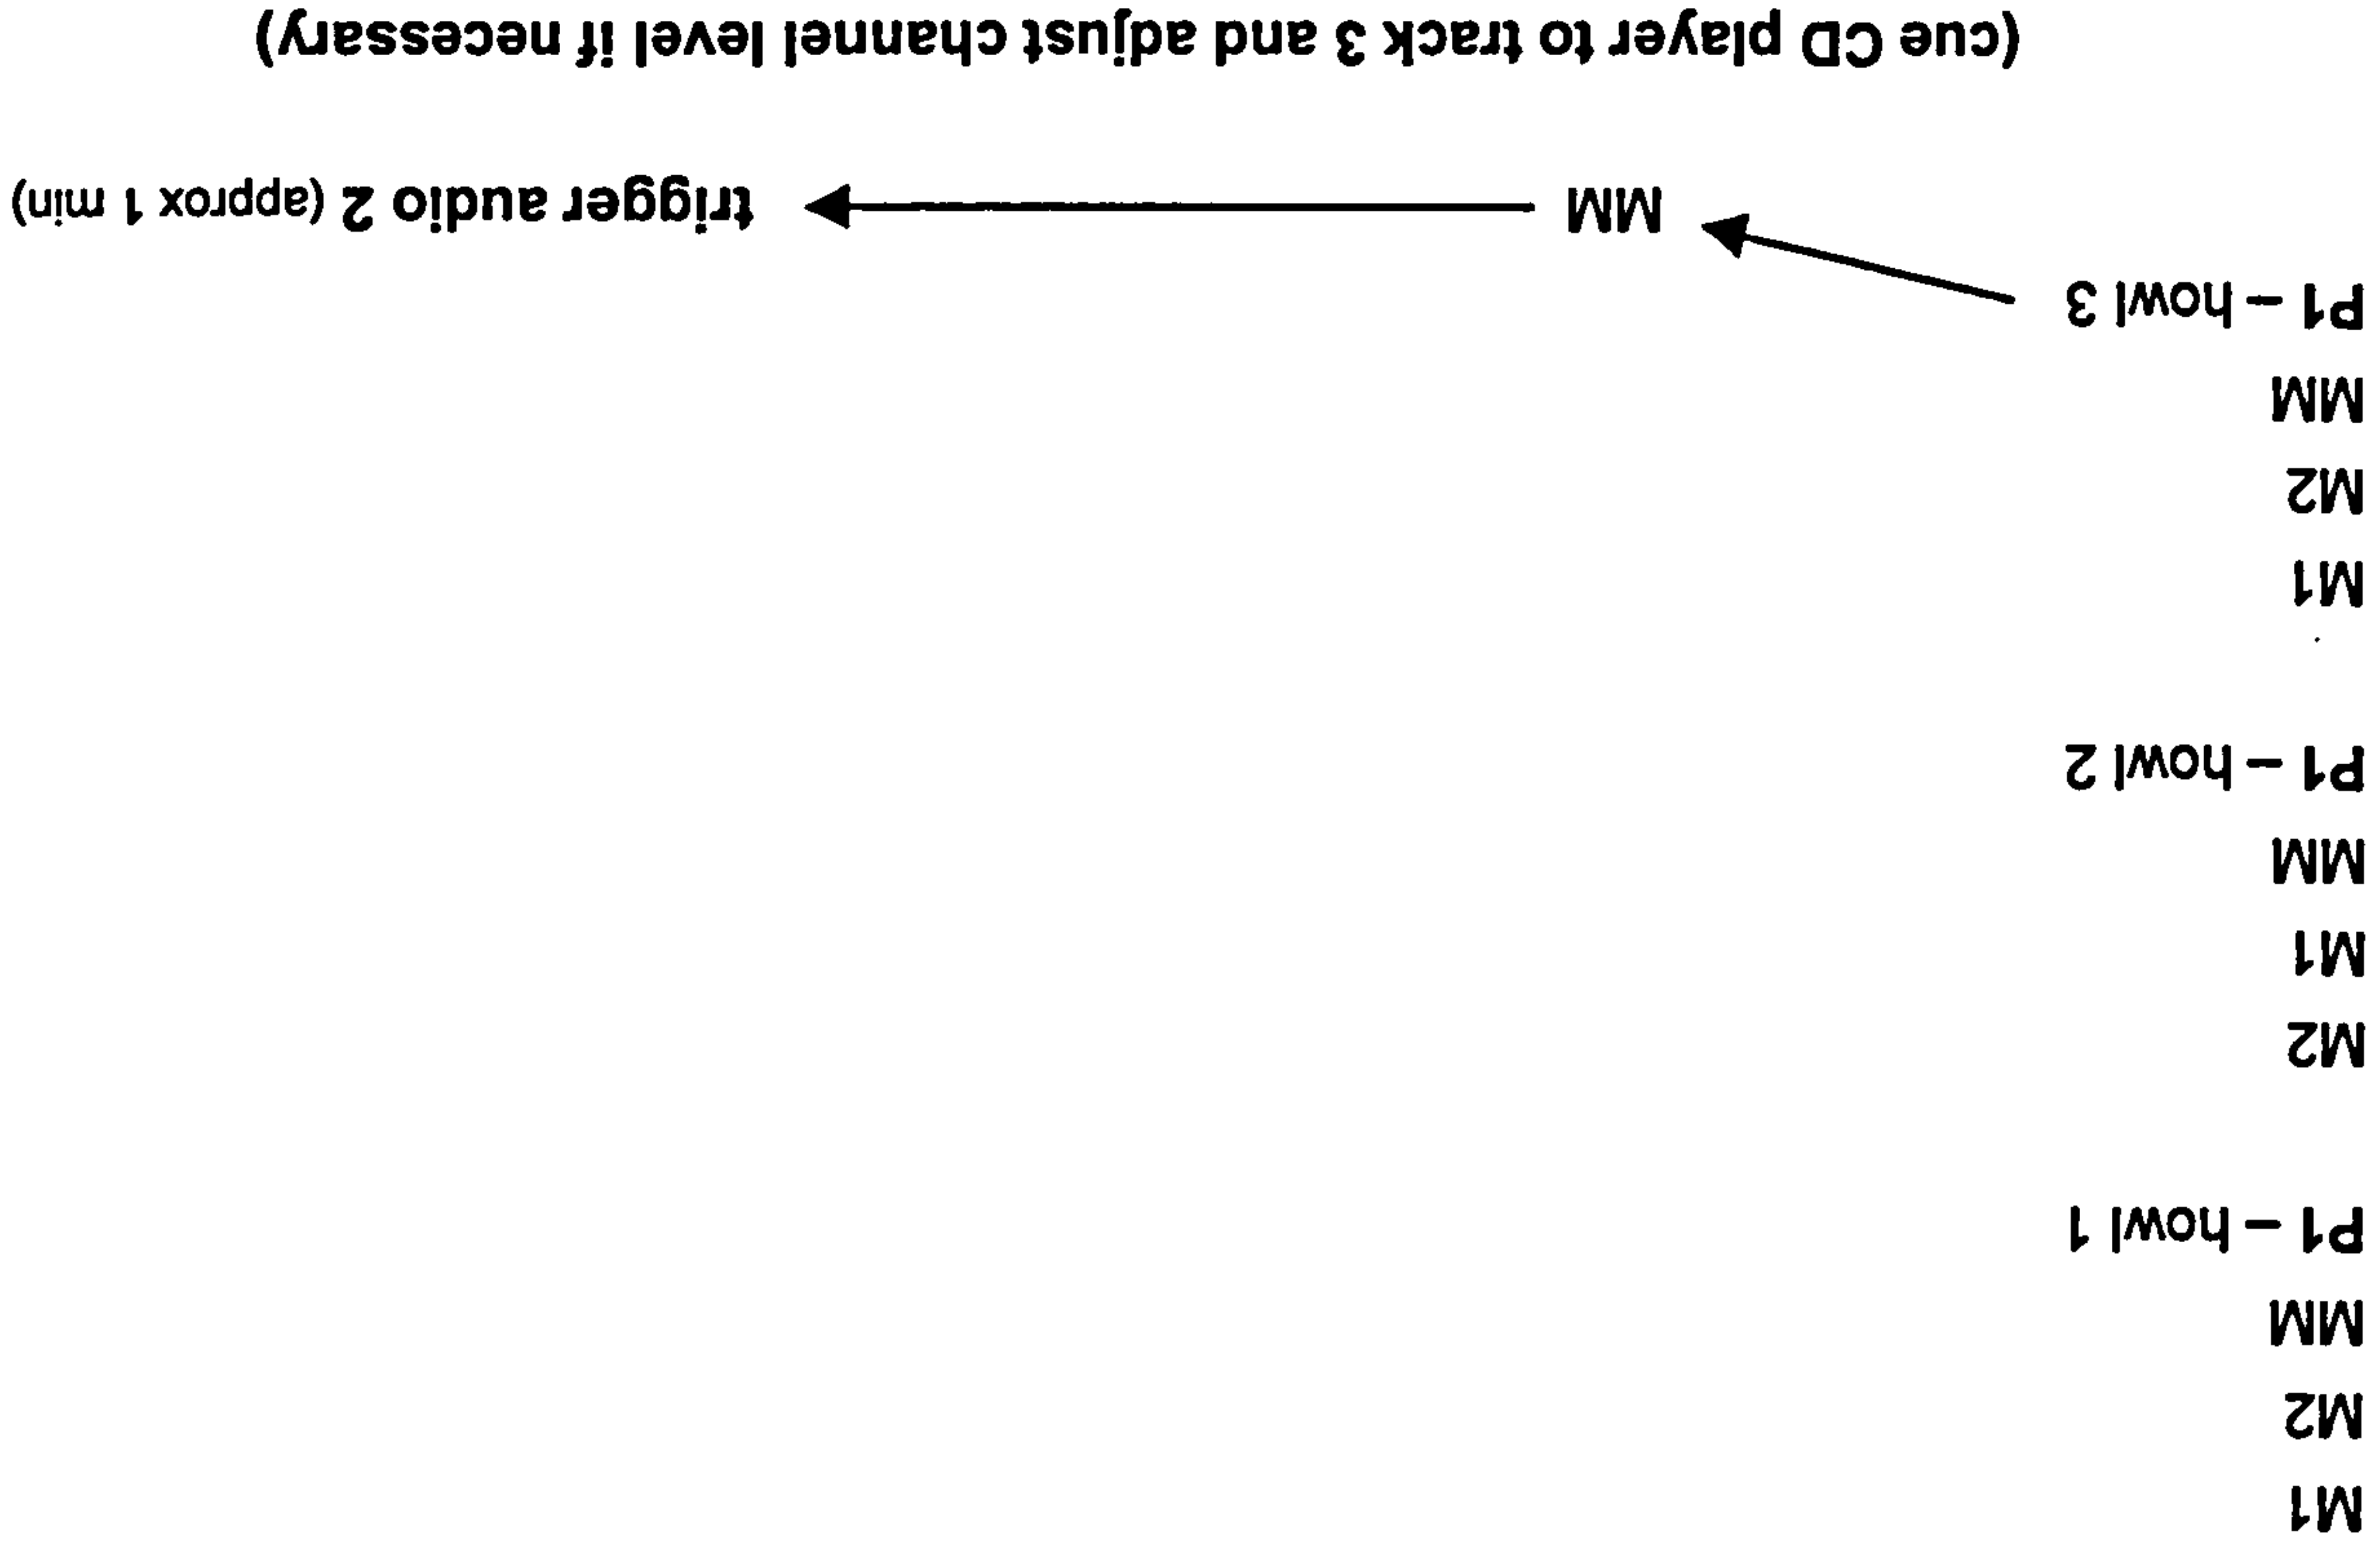 M1
M2
MM
P1 – howl 1
M2
M1
MM
P1 – howl 2
M1
M2
MM
P1 – howl 3
MM trigger audio 2 (approx 1 min)
(cue CD player to track 3 and adjust channel level if necessary)